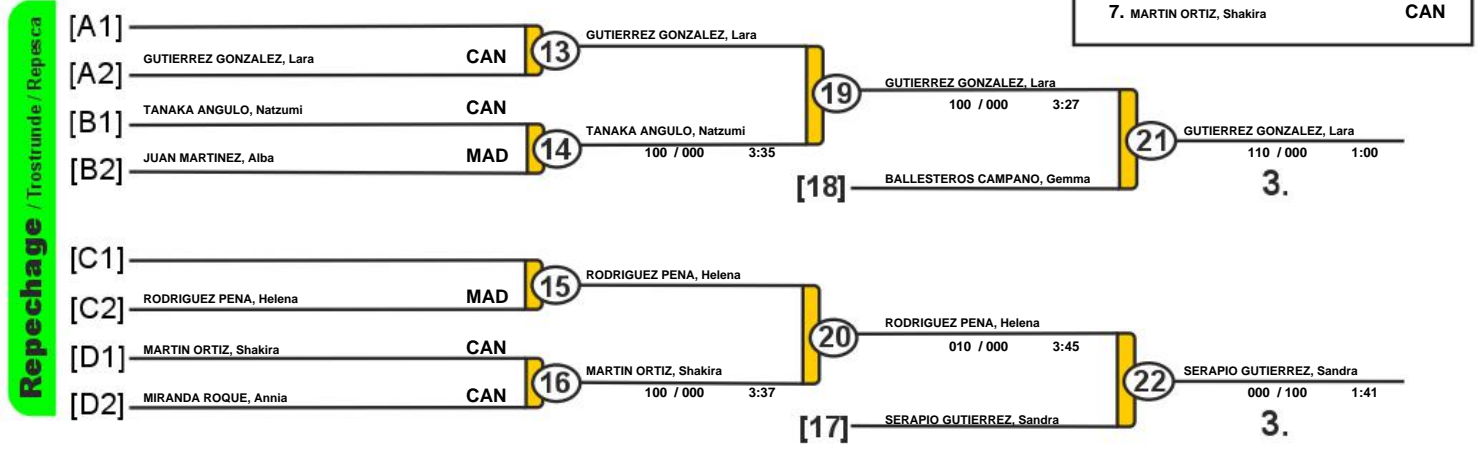 7. MARTIN ORTIZ, Shakira CAN
Repechage / Trostrunde / Repesca
[A1]
GUTIERREZ GONZALEZ, Lara CAN
[A2]
13
GUTIERREZ GONZALEZ, Lara
TANAKA ANGULO, Natzumi CAN
[B1]
JUAN MARTINEZ, Alba MAD
[B2]
14
TANAKA ANGULO, Natzumi
100 / 000 3:35
19
GUTIERREZ GONZALEZ, Lara
100 / 000 3:27
[18] BALLESTEROS CAMPANO, Gemma
21
GUTIERREZ GONZALEZ, Lara
110 / 000 1:00
3.
[C1]
[C2] RODRIGUEZ PENA, Helena MAD
15
RODRIGUEZ PENA, Helena
[D1] MARTIN ORTIZ, Shakira CAN
[D2] MIRANDA ROQUE, Annia CAN
16
MARTIN ORTIZ, Shakira
100 / 000 3:37
20
RODRIGUEZ PENA, Helena
010 / 000 3:45
[17] SERAPIO GUTIERREZ, Sandra
22
SERAPIO GUTIERREZ, Sandra
000 / 100 1:41
3.